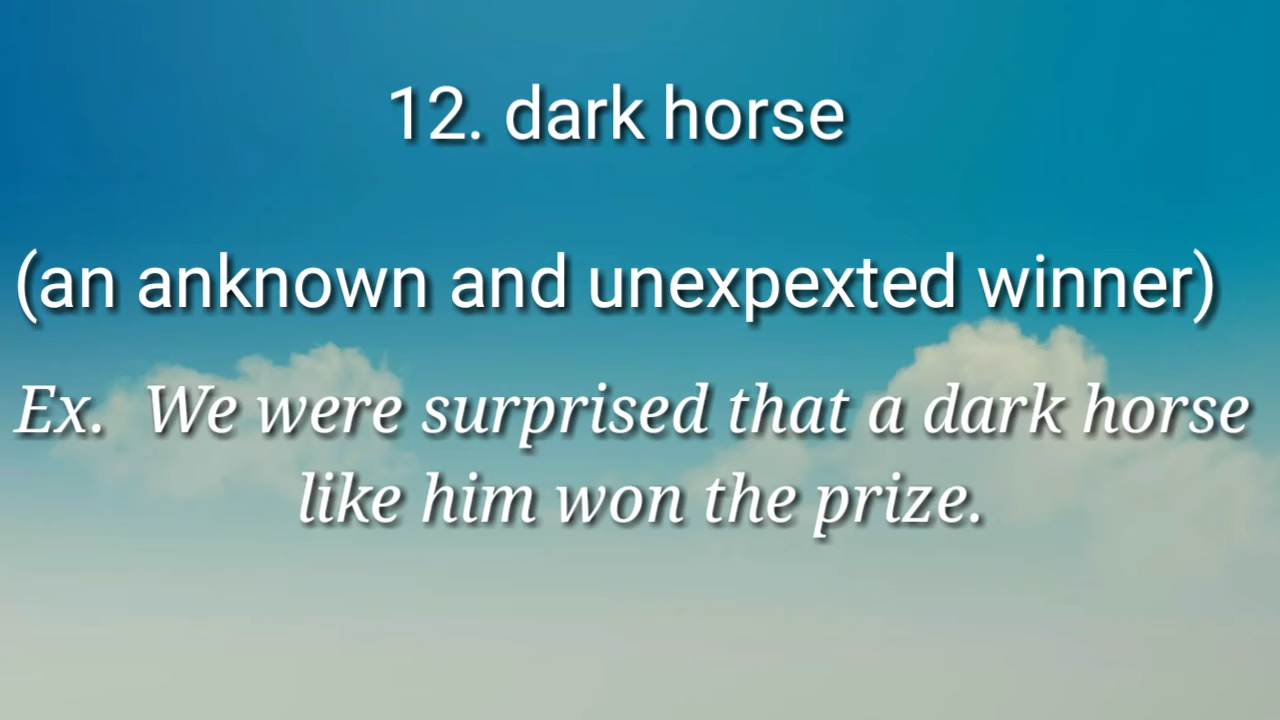 12. dark horse
(an anknown and unexpexted winner)
Ex. We were surprised that a dark horse
like him won the prize.